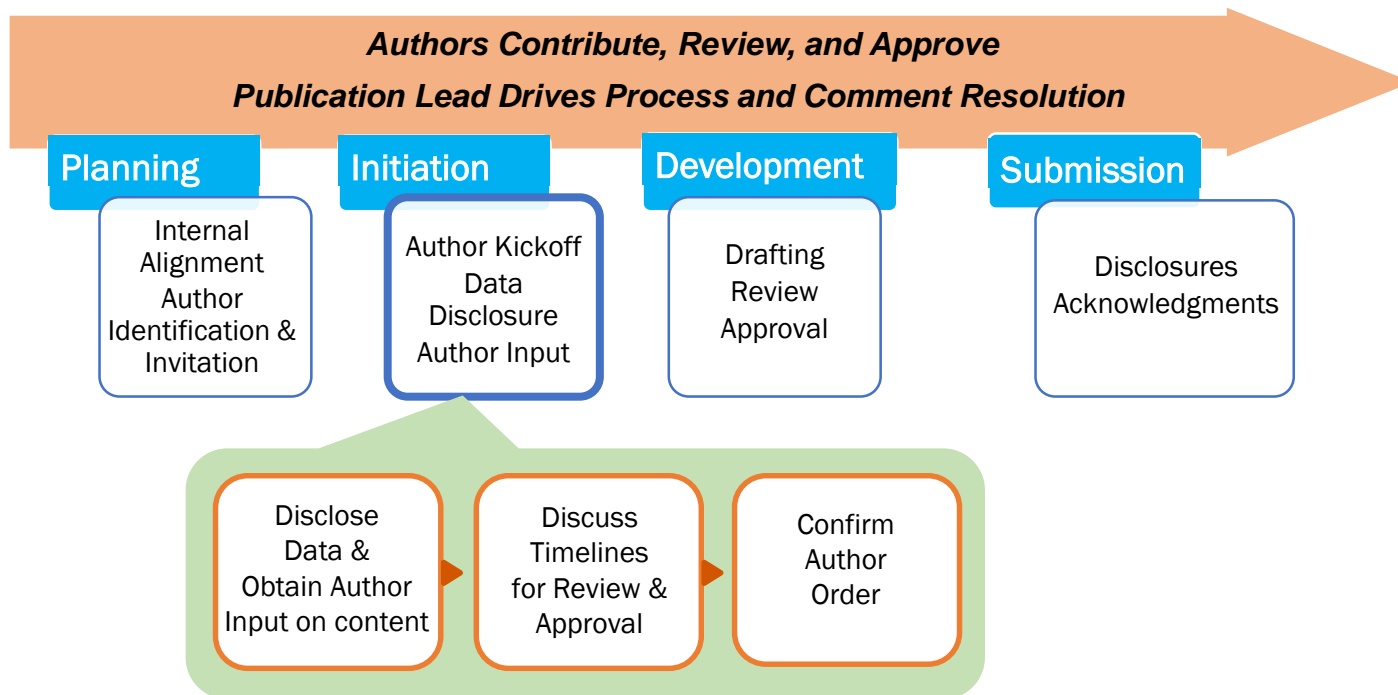 Authors Contribute, Review, and Approve
Publication Lead Drives Process and Comment Resolution
Planning
Internal
Alignment
Author
Identification &
Invitation
Initiation
Author Kickoff
Data
Disclosure
Author Input
Development
Drafting
Review
Approval
Submission
Disclosures
Acknowledgments
Disclose
Data &
Obtain Author
Input on content
Discuss
Timelines
for Review &
Approval
Confirm
Author
Order